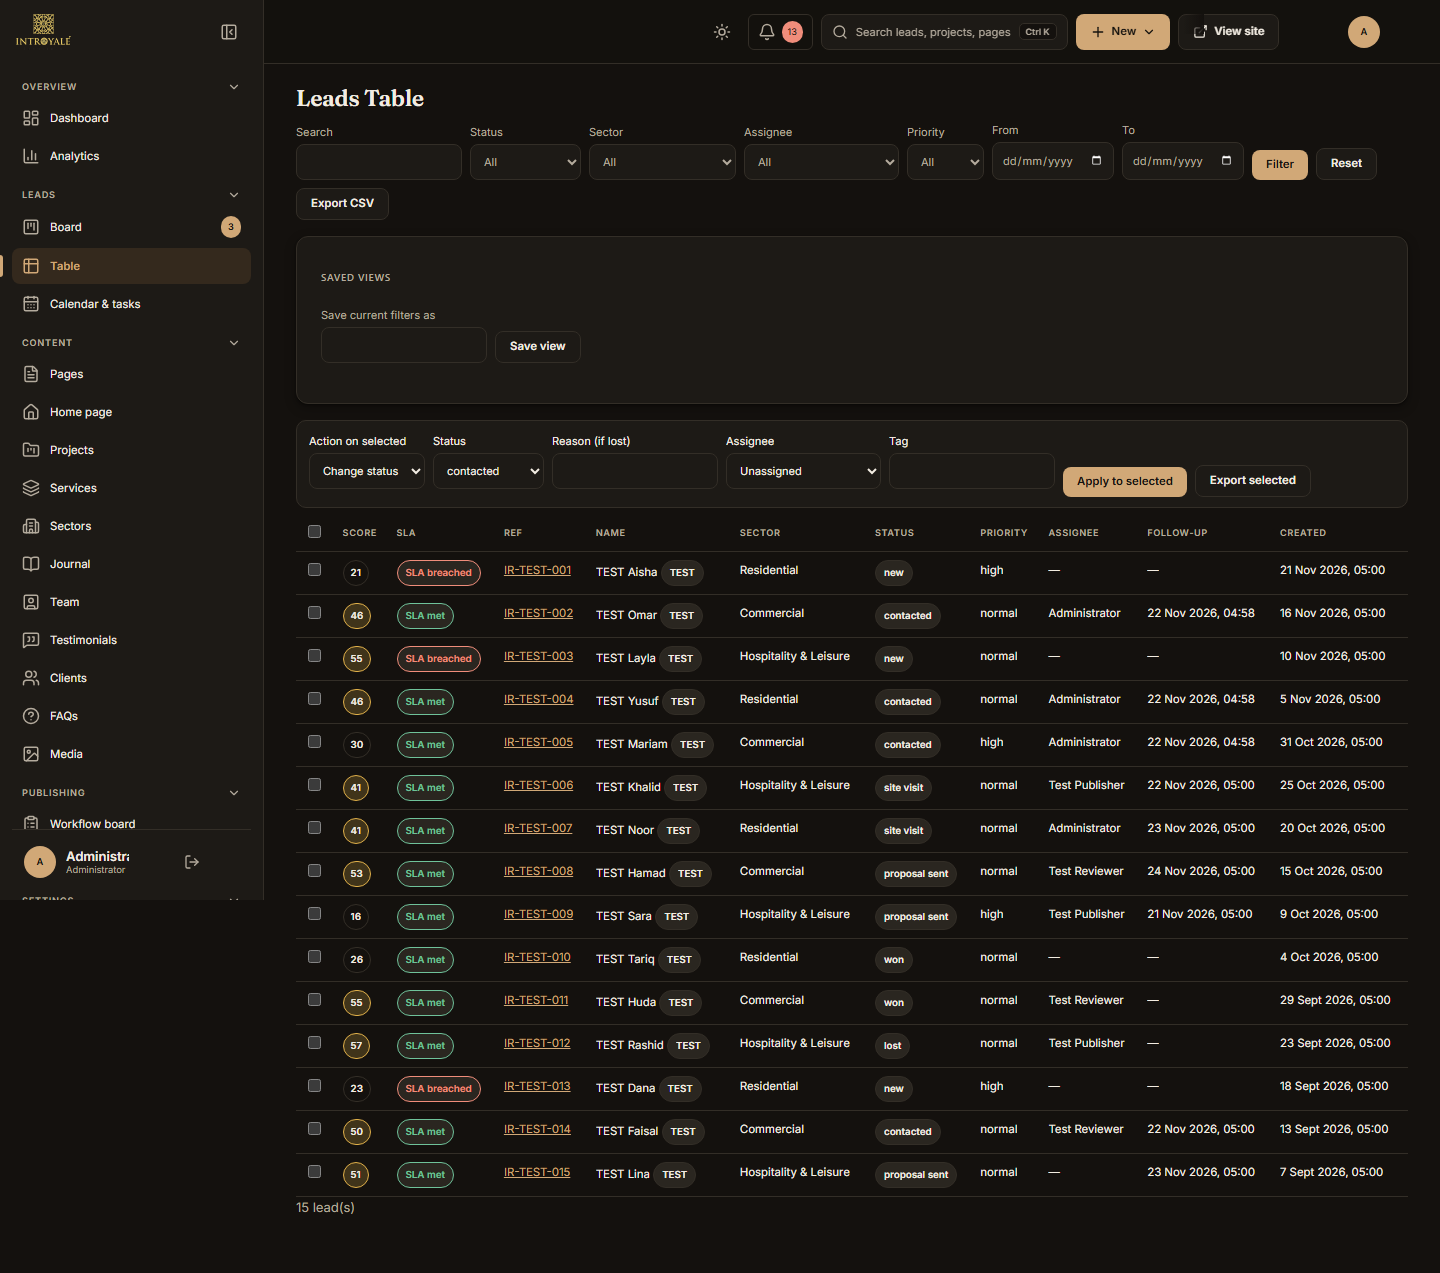 INTROYALE
13
Search leads, projects, pages
Ctrl K
New
View site
A
OVERVIEW
Dashboard
Analytics
LEADS
Board
3
Table
Calendar & tasks
CONTENT
Pages
Home page
Projects
Services
Sectors
Journal
Team
Testimonials
Clients
FAQs
Media
PUBLISHING
Workflow board
A
Administra
Administrator
SETTINGS
Leads Table
Search Status Sector Assignee Priority From To
All All All All dd/mm/yyyy dd/mm/yyyy Filter Reset
Export CSV
SAVED VIEWS
Save current filters as
Save view
Action on selected Status Reason (if lost) Assignee Tag
Change status contacted Unassigned Apply to selected Export selected
SCORE SLA REF NAME SECTOR STATUS PRIORITY ASSIGNEE FOLLOW-UP CREATED
21 SLA breached IR-TEST-001 TEST Aisha TEST Residential new high — — 21 Nov 2026, 05:00
46 SLA met IR-TEST-002 TEST Omar TEST Commercial contacted normal Administrator 22 Nov 2026, 04:58 16 Nov 2026, 05:00
55 SLA breached IR-TEST-003 TEST Layla TEST Hospitality & Leisure new normal — — 10 Nov 2026, 05:00
46 SLA met IR-TEST-004 TEST Yusuf TEST Residential contacted normal Administrator 22 Nov 2026, 04:58 5 Nov 2026, 05:00
30 SLA met IR-TEST-005 TEST Mariam TEST Commercial contacted high Administrator 22 Nov 2026, 04:58 31 Oct 2026, 05:00
41 SLA met IR-TEST-006 TEST Khalid TEST Hospitality & Leisure site visit normal Test Publisher 22 Nov 2026, 05:00 25 Oct 2026, 05:00
41 SLA met IR-TEST-007 TEST Noor TEST Residential site visit normal Administrator 23 Nov 2026, 05:00 20 Oct 2026, 05:00
53 SLA met IR-TEST-008 TEST Hamad TEST Commercial proposal sent normal Test Reviewer 24 Nov 2026, 05:00 15 Oct 2026, 05:00
16 SLA met IR-TEST-009 TEST Sara TEST Hospitality & Leisure proposal sent high Test Publisher 21 Nov 2026, 05:00 9 Oct 2026, 05:00
26 SLA met IR-TEST-010 TEST Tariq TEST Residential won normal — — 4 Oct 2026, 05:00
55 SLA met IR-TEST-011 TEST Huda TEST Commercial won normal Test Reviewer — 29 Sept 2026, 05:00
57 SLA met IR-TEST-012 TEST Rashid TEST Hospitality & Leisure lost normal Test Publisher — 23 Sept 2026, 05:00
23 SLA breached IR-TEST-013 TEST Dana TEST Residential new high — — 18 Sept 2026, 05:00
50 SLA met IR-TEST-014 TEST Faisal TEST Commercial contacted normal Test Reviewer 22 Nov 2026, 05:00 13 Sept 2026, 05:00
51 SLA met IR-TEST-015 TEST Lina TEST Hospitality & Leisure proposal sent normal — 23 Nov 2026, 05:00 7 Sept 2026, 05:00
15 lead(s)